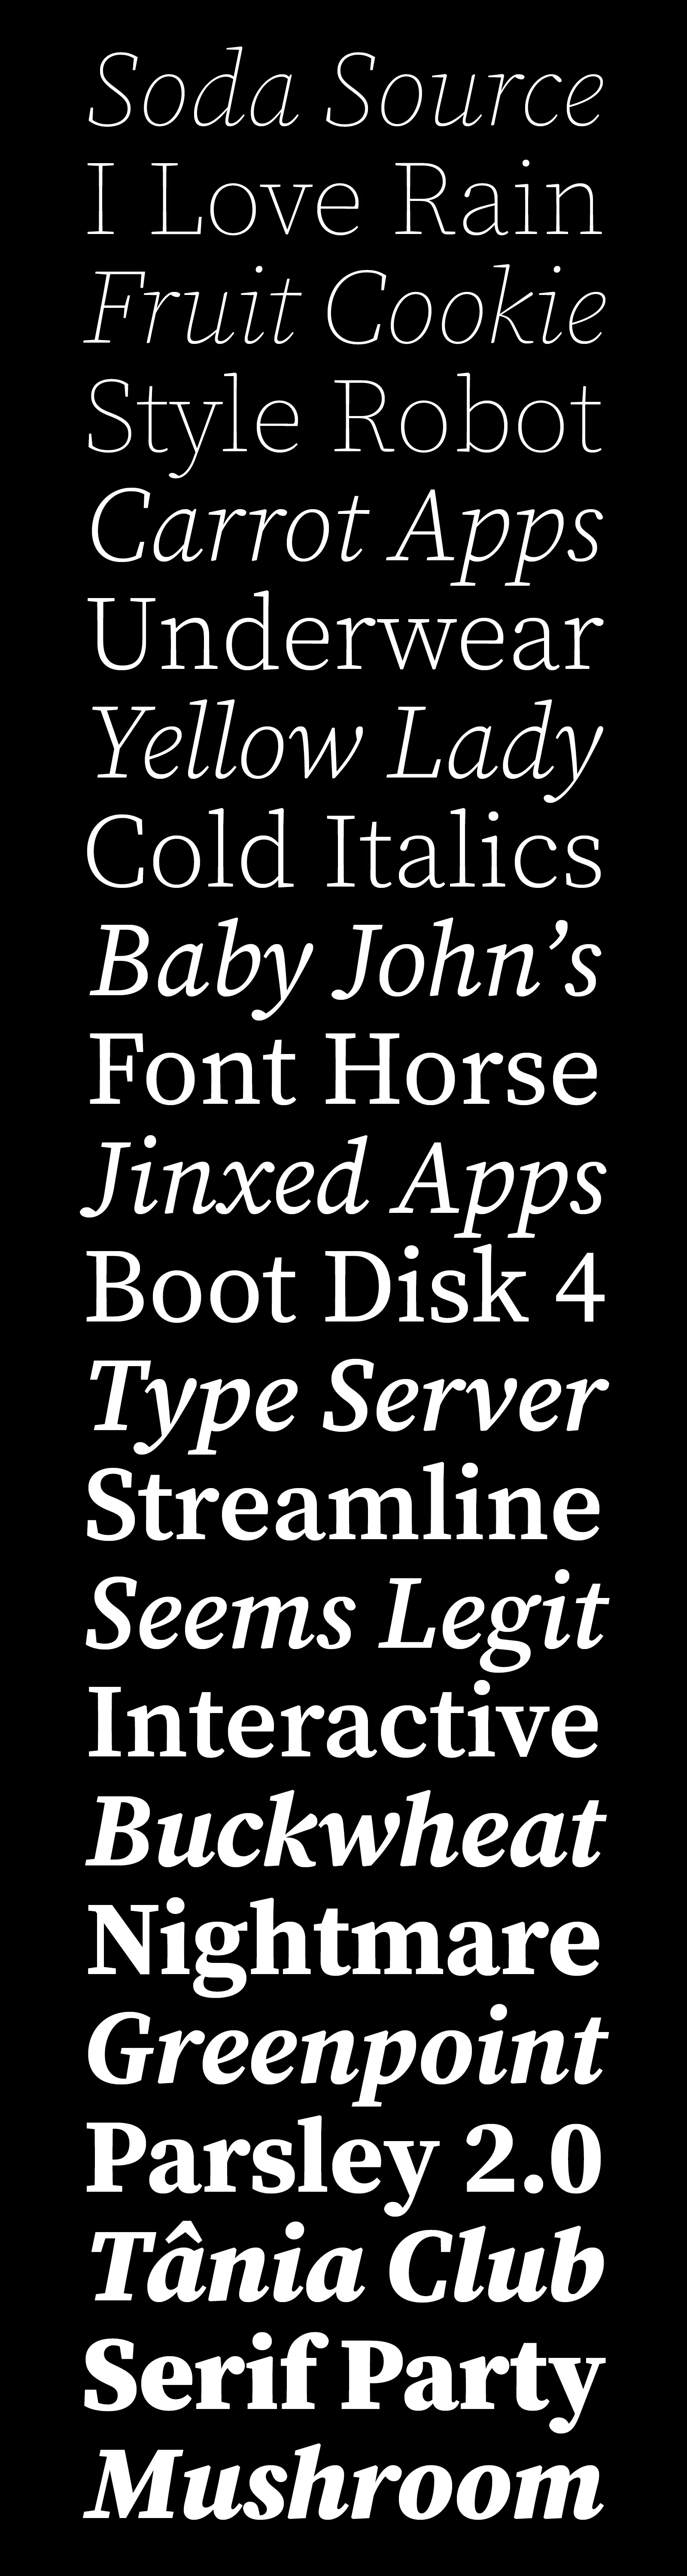 Soda Source
I Love Rain
Fruit Cookie
Style Robot
Carrot Apps
Underwear
Yellow Lady
Cold Italics
Baby John’s
Font Horse
Jinxed Apps
Boot Disk 4
Type Server
Streamline
Seems Legit
Interactive
Buckwheat
Nightmare
Greenpoint
Parsley 2.0
Tânia Club
Serif Party
Mushroom